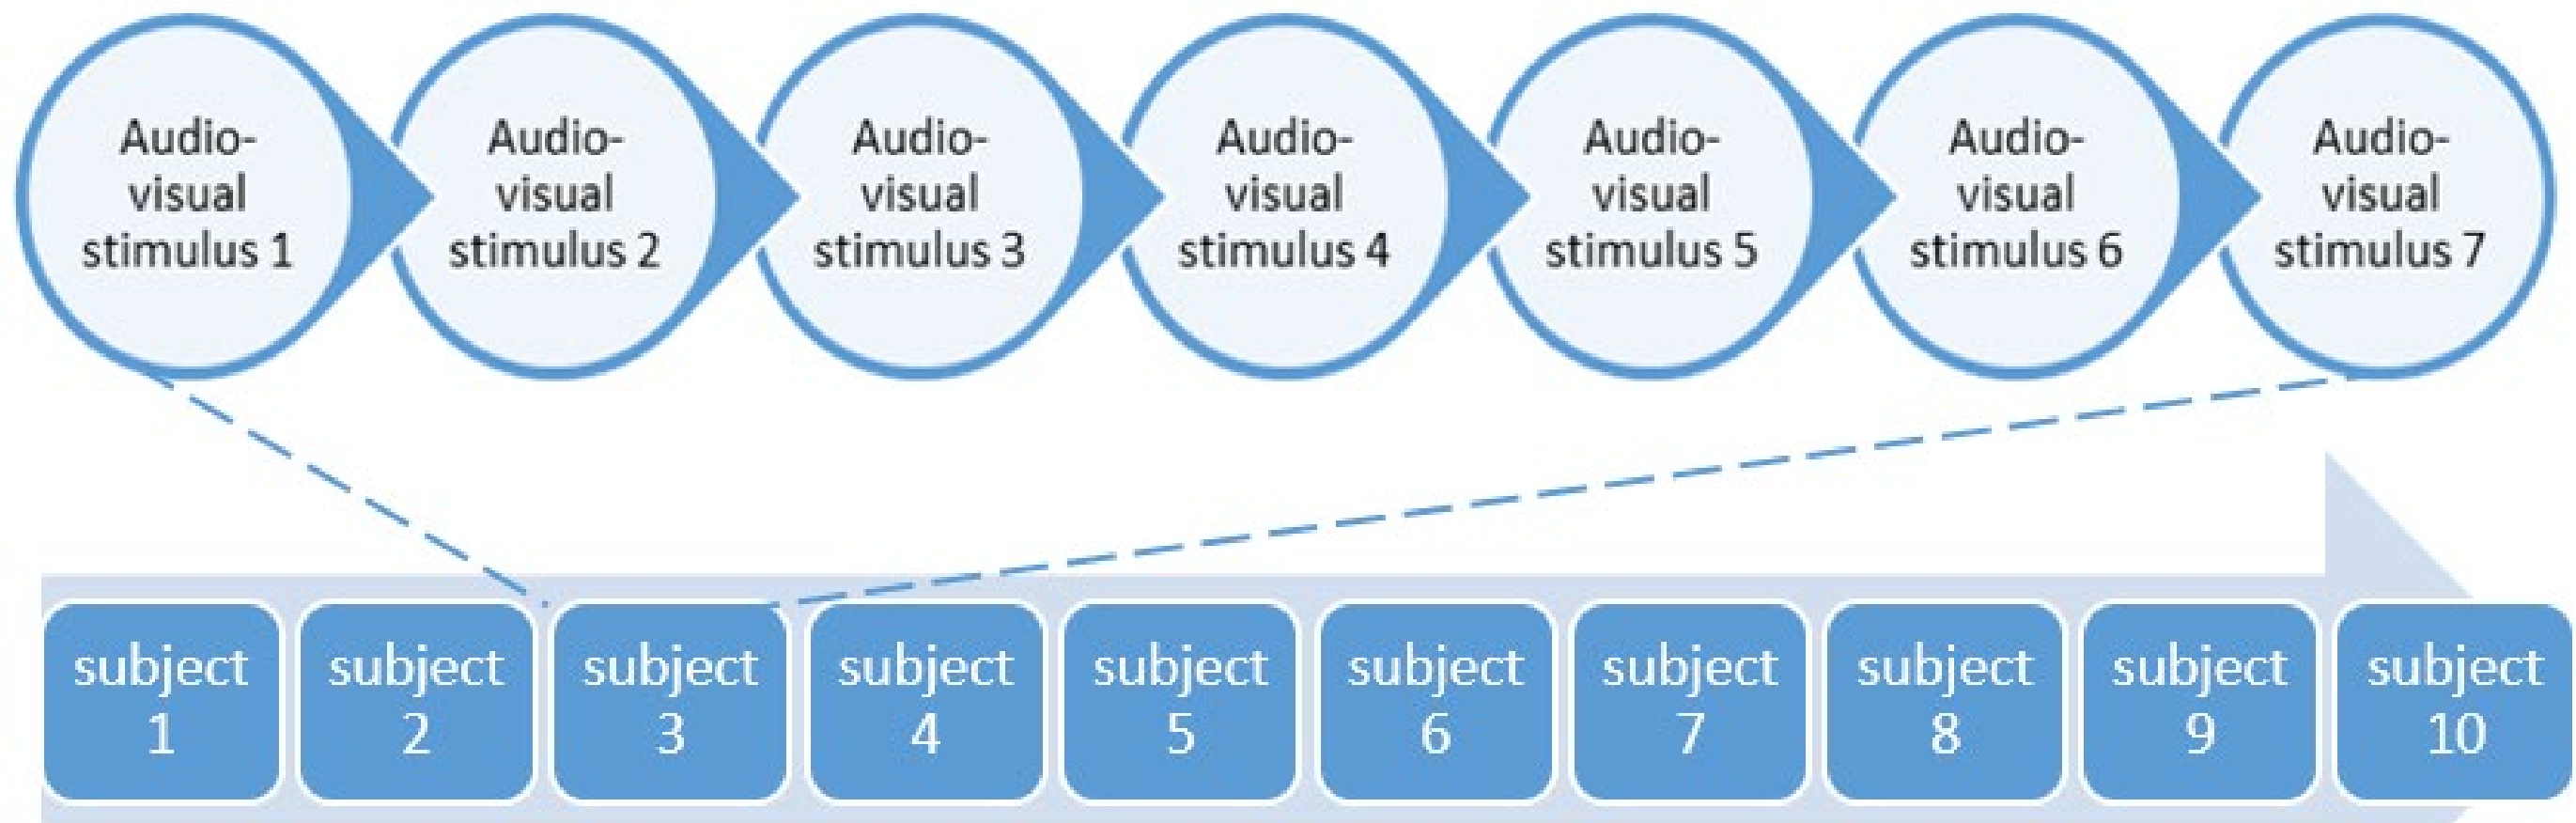 Audio-
visual
stimulus 1
Audio-
visual
stimulus 2
Audio-
visual
stimulus 3
Audio-
visual
stimulus 4
Audio-
visual
stimulus 5
Audio-
visual
stimulus 6
Audio-
visual
stimulus 7
subject
1
subject
2
subject
3
subject
4
subject
5
subject
6
subject
7
subject
8
subject
9
subject
10